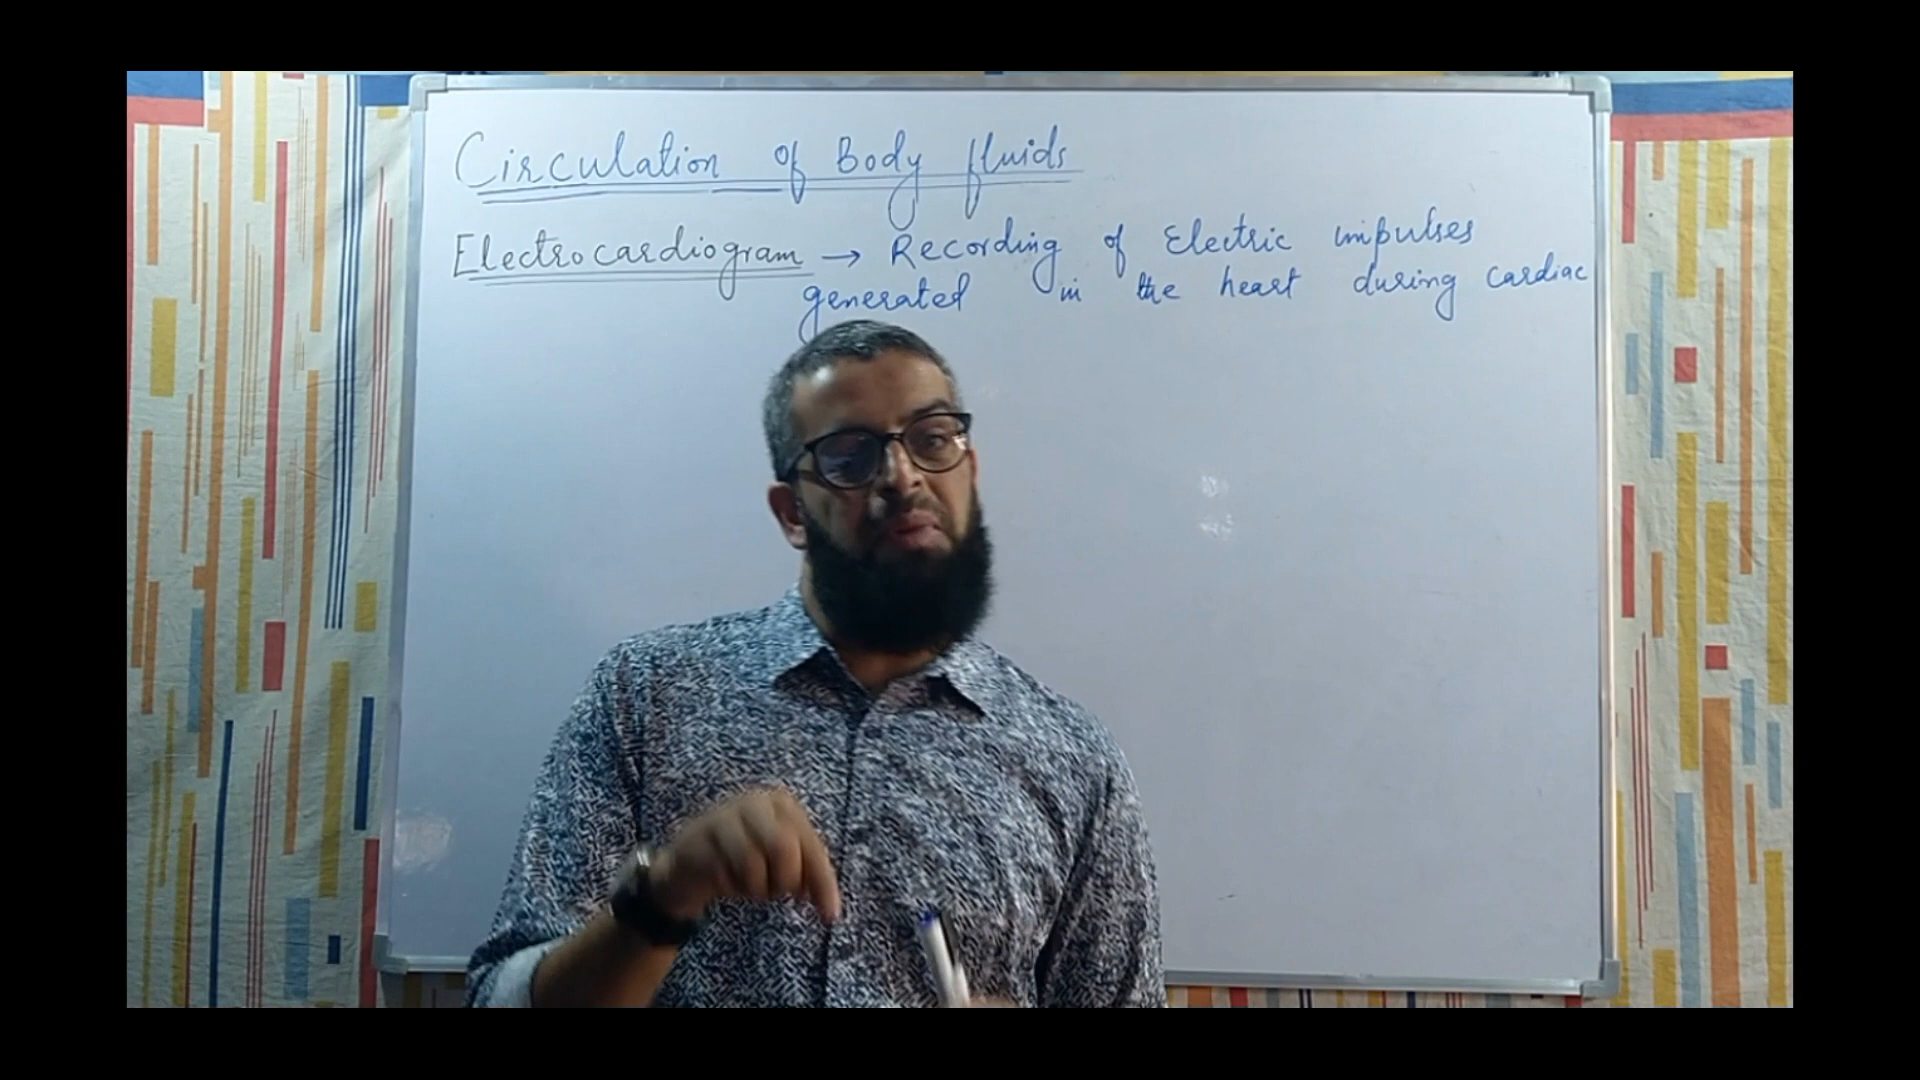 Circulation of Body fluids
Electrocardiogram → Recording of Electric impulses
generated in the heart during cardiac